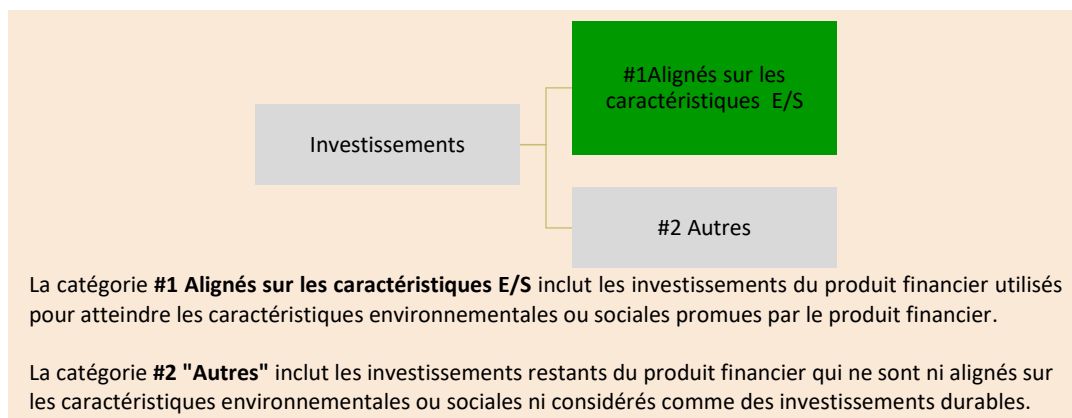 #1Alignés sur les
caractéristiques E/S
Investissements
#2 Autres
La catégorie #1 Alignés sur les caractéristiques E/S inclut les investissements du produit financier utilisés
pour atteindre les caractéristiques environnementales ou sociales promues par le produit financier.
La catégorie #2 "Autres" inclut les investissements restants du produit financier qui ne sont ni alignés sur
les caractéristiques environnementales ou sociales ni considérés comme des investissements durables.